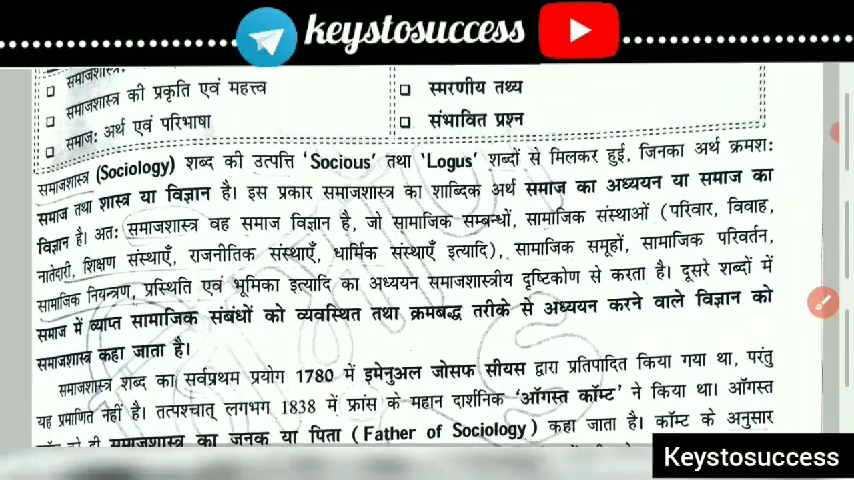 keystosuccess
समाजशास्त्र
समाजशास्त्र की प्रकृति एवं महत्त्व
स्मरणीय तथ्य
समाज: अर्थ एवं परिभाषा
संभावित प्रश्न
समाजशास्त्र (Sociology) शब्द की उत्पत्ति 'Socious' तथा 'Logus' शब्दों से मिलकर हुई, जिनका अर्थ क्रमश:
समाज तथा शास्त्र या विज्ञान है। इस प्रकार समाजशास्त्र का शाब्दिक अर्थ समाज का अध्ययन या समाज का
विज्ञान है। अत: समाजशास्त्र वह समाज विज्ञान है, जो सामाजिक सम्बन्धों, सामाजिक संस्थाओं (परिवार, विवाह,
नातेदारी, शिक्षण संस्थाएँ, राजनीतिक संस्थाएँ, धार्मिक संस्थाएँ इत्यादि), सामाजिक समूहों, सामाजिक परिवर्तन,
सामाजिक नियन्त्रण, प्रस्थिति एवं भूमिका इत्यादि का अध्ययन समाजशास्त्रीय दृष्टिकोण से करता है। दूसरे शब्दों में
समाज में व्याप्त सामाजिक संबंधों को व्यवस्थित तथा क्रमबद्ध तरीके से अध्ययन करने वाले विज्ञान को
समाजशास्त्र कहा जाता है।
समाजशास्त्र शब्द का सर्वप्रथम प्रयोग 1780 में इमेनुअल जोसफ सीयस द्वारा प्रतिपादित किया गया था, परंतु
यह प्रमाणित नहीं है। तत्पश्चात् लगभग 1838 में फ्रांस के महान दार्शनिक 'ऑगस्त कॉम्ट' ने किया था। ऑगस्त
को ही समाजशास्त्र का जनक या पिता (Father of Sociology) कहा जाता है। कॉम्ट के अनुसार
Keystosuccess